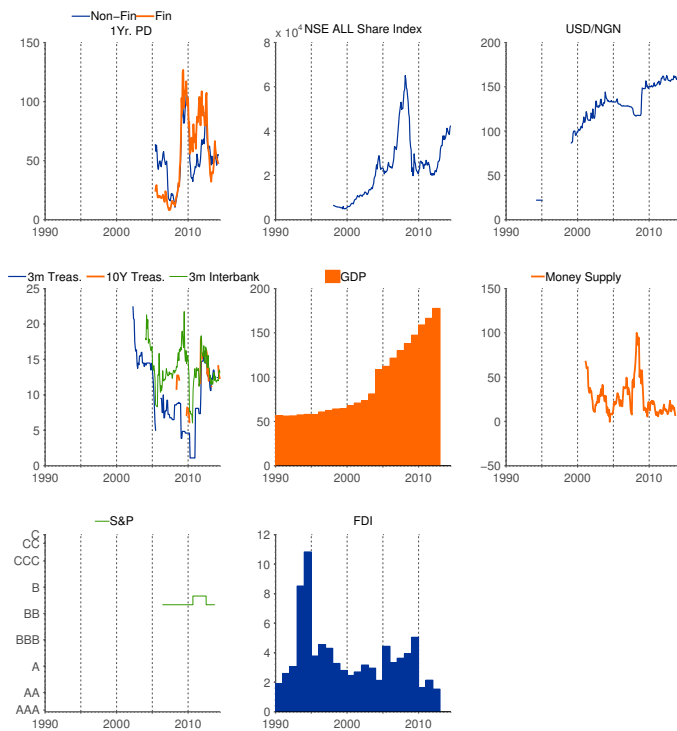 Non−Fin Fin
1Yr. PD
150
100
50
0
1990 2000 2010
x 10^4 NSE ALL Share Index
8
6
4
2
0
1990 2000 2010
USD/NGN
200
150
100
50
0
1990 2000 2010
3m Treas. 10Y Treas. 3m Interbank
25
20
15
10
5
0
1990 2000 2010
GDP
200
150
100
50
0
1990 2000 2010
Money Supply
150
100
50
0
−50
1990 2000 2010
S&P
C
CC
CCC
B
BB
BBB
A
AA
AAA
1990 2000 2010
FDI
12
10
8
6
4
2
0
1990 2000 2010